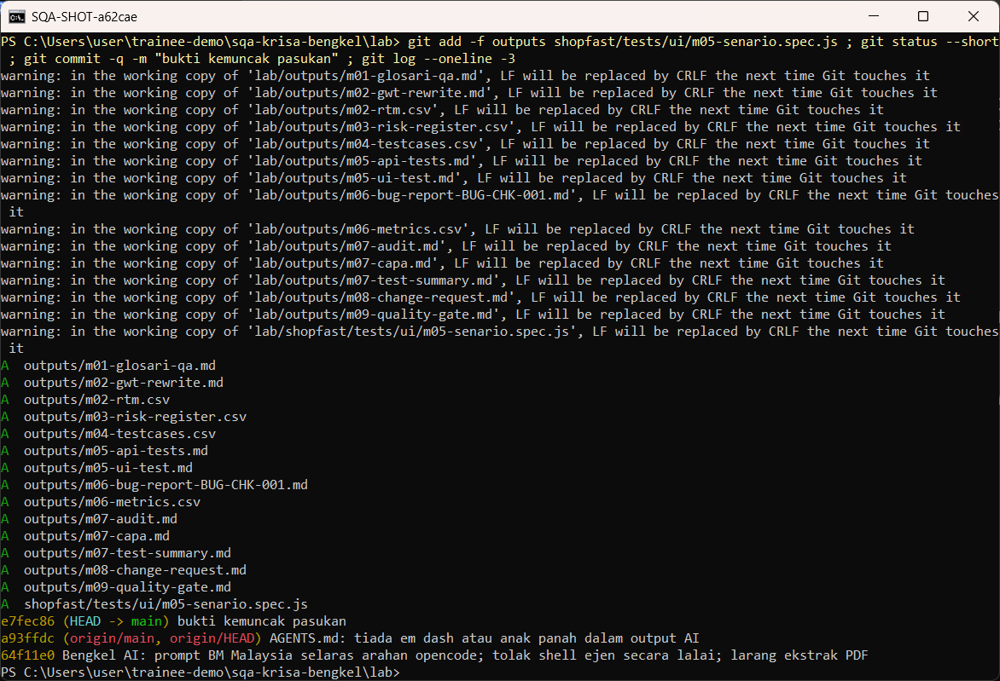 SQA-SHOT-a62cae
PS C:\Users\user\trainee-demo\sqa-krisa-bengkel\lab> git add -f outputs shopfast/tests/ui/m05-senario.spec.js ; git status --short
 ; git commit -q -m "bukti kemuncak pasukan" ; git log --oneline -3
warning: in the working copy of 'lab/outputs/m01-glosari-qa.md', LF will be replaced by CRLF the next time Git touches it
warning: in the working copy of 'lab/outputs/m02-gwt-rewrite.md', LF will be replaced by CRLF the next time Git touches it
warning: in the working copy of 'lab/outputs/m02-rtm.csv', LF will be replaced by CRLF the next time Git touches it
warning: in the working copy of 'lab/outputs/m03-risk-register.csv', LF will be replaced by CRLF the next time Git touches it
warning: in the working copy of 'lab/outputs/m04-testcases.csv', LF will be replaced by CRLF the next time Git touches it
warning: in the working copy of 'lab/outputs/m05-api-tests.md', LF will be replaced by CRLF the next time Git touches it
warning: in the working copy of 'lab/outputs/m05-ui-test.md', LF will be replaced by CRLF the next time Git touches it
warning: in the working copy of 'lab/outputs/m06-bug-report-BUG-CHK-001.md', LF will be replaced by CRLF the next time Git touches
 it
warning: in the working copy of 'lab/outputs/m06-metrics.csv', LF will be replaced by CRLF the next time Git touches it
warning: in the working copy of 'lab/outputs/m07-audit.md', LF will be replaced by CRLF the next time Git touches it
warning: in the working copy of 'lab/outputs/m07-capa.md', LF will be replaced by CRLF the next time Git touches it
warning: in the working copy of 'lab/outputs/m07-test-summary.md', LF will be replaced by CRLF the next time Git touches it
warning: in the working copy of 'lab/outputs/m08-change-request.md', LF will be replaced by CRLF the next time Git touches it
warning: in the working copy of 'lab/outputs/m09-quality-gate.md', LF will be replaced by CRLF the next time Git touches it
warning: in the working copy of 'lab/shopfast/tests/ui/m05-senario.spec.js', LF will be replaced by CRLF the next time Git touches
 it
A  outputs/m01-glosari-qa.md
A  outputs/m02-gwt-rewrite.md
A  outputs/m02-rtm.csv
A  outputs/m03-risk-register.csv
A  outputs/m04-testcases.csv
A  outputs/m05-api-tests.md
A  outputs/m05-ui-test.md
A  outputs/m06-bug-report-BUG-CHK-001.md
A  outputs/m06-metrics.csv
A  outputs/m07-audit.md
A  outputs/m07-capa.md
A  outputs/m07-test-summary.md
A  outputs/m08-change-request.md
A  outputs/m09-quality-gate.md
A  shopfast/tests/ui/m05-senario.spec.js
e7fec86 (HEAD -> main) bukti kemuncak pasukan
a93ffdc (origin/main, origin/HEAD) AGENTS.md: tiada em dash atau anak panah dalam output AI
64f11e0 Bengkel AI: prompt BM Malaysia selaras arahan opencode; tolak shell ejen secara lalai; larang ekstrak PDF
PS C:\Users\user\trainee-demo\sqa-krisa-bengkel\lab>